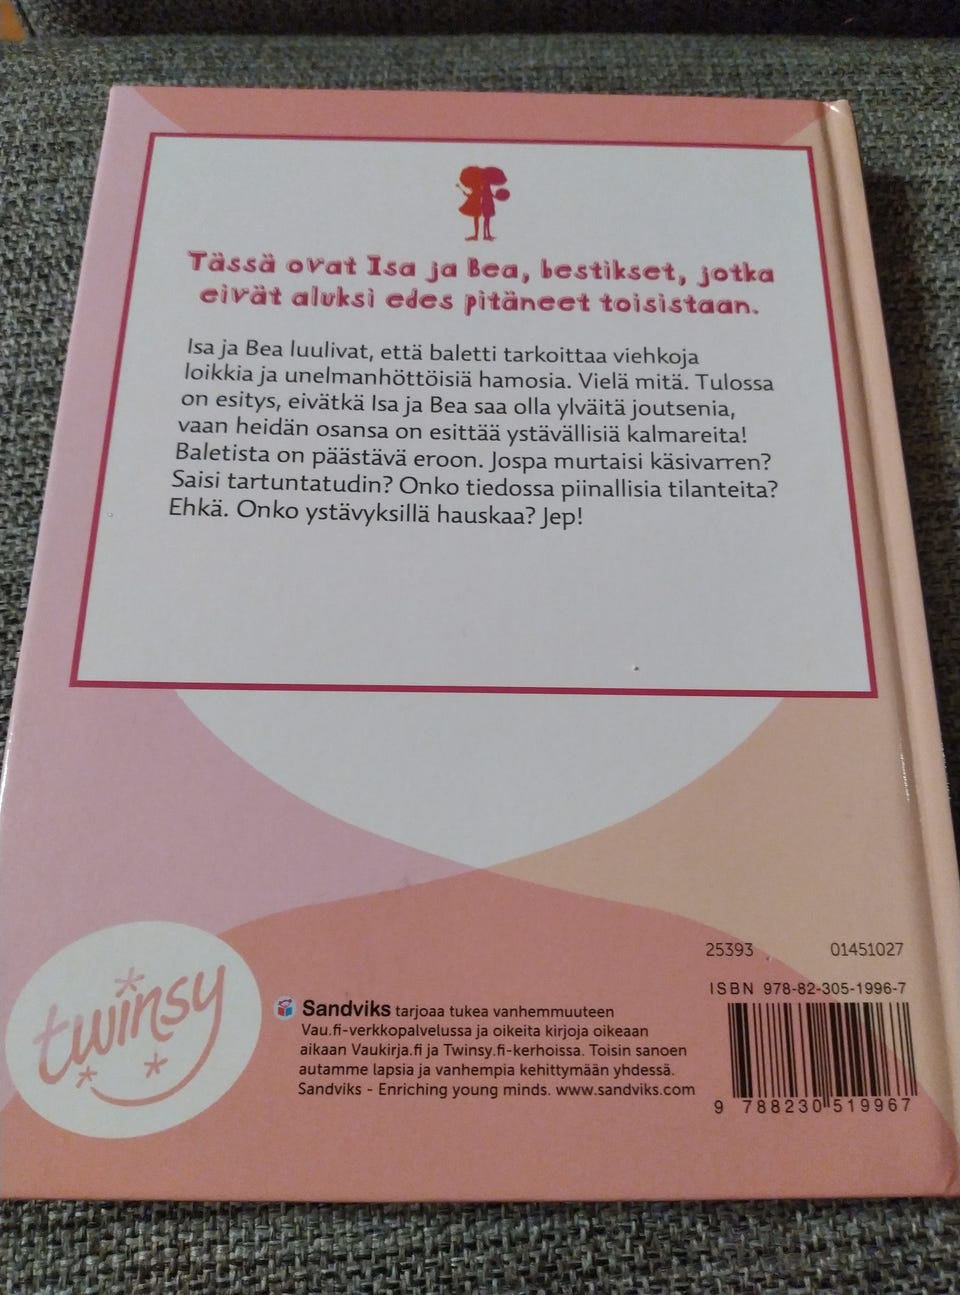 Tässä ovat Isa ja Bea, bestikset, jotka
eivät aluksi edes pitäneet toisistaan.
Isa ja Bea luulivat, että baletti tarkoittaa viehkoja
loikkia ja unelmanhöttöisiä hamosia. Vielä mitä. Tulossa
on esitys, eivätkä Isa ja Bea saa olla ylväitä joutsenia,
vaan heidän osansa on esittää ystävällisiä kalmareita!
Baletista on päästävä eroon. Jospa murtaisi käsivarren?
Saisi tartuntatudin? Onko tiedossa piinallisia tilanteita?
Ehkä. Onko ystävyksillä hauskaa? Jep!
twinsy
Sandviks tarjoaa tukea vanhemmuuteen
Vau.fi-verkkopalvelussa ja oikeita kirjoja oikeaan
aikaan Vaukirja.fi ja Twinsy.fi-kerhoissa. Toisin sanoen
autamme lapsia ja vanhempia kehittymään yhdessä.
Sandviks - Enriching young minds. www.sandviks.com
25393 01451027
ISBN 978-82-305-1996-7
9 788230 519967